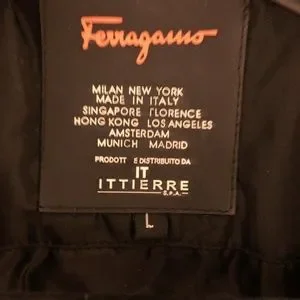 Ferragamo
MILAN NEW YORK
MADE IN ITALY
SINGAPORE FLORENCE
HONG KONG LOS ANGELES
AMSTERDAM
MUNICH MADRID
PRODOTT E DISTRIBUITO DA
IT
ITTIERRE
S.P.A.
L